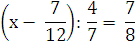 (x - 7/12) : 4/7 = 7/8